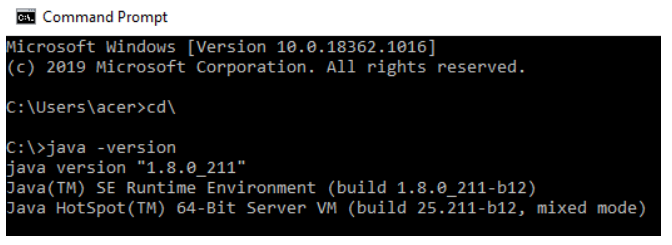 Command Prompt
Microsoft Windows [Version 10.0.18362.1016]
(c) 2019 Microsoft Corporation. All rights reserved.
C:\Users\acer>cd\
C:\>java -version
java version "1.8.0_211"
Java(TM) SE Runtime Environment (build 1.8.0_211-b12)
Java HotSpot(TM) 64-Bit Server VM (build 25.211-b12, mixed mode)